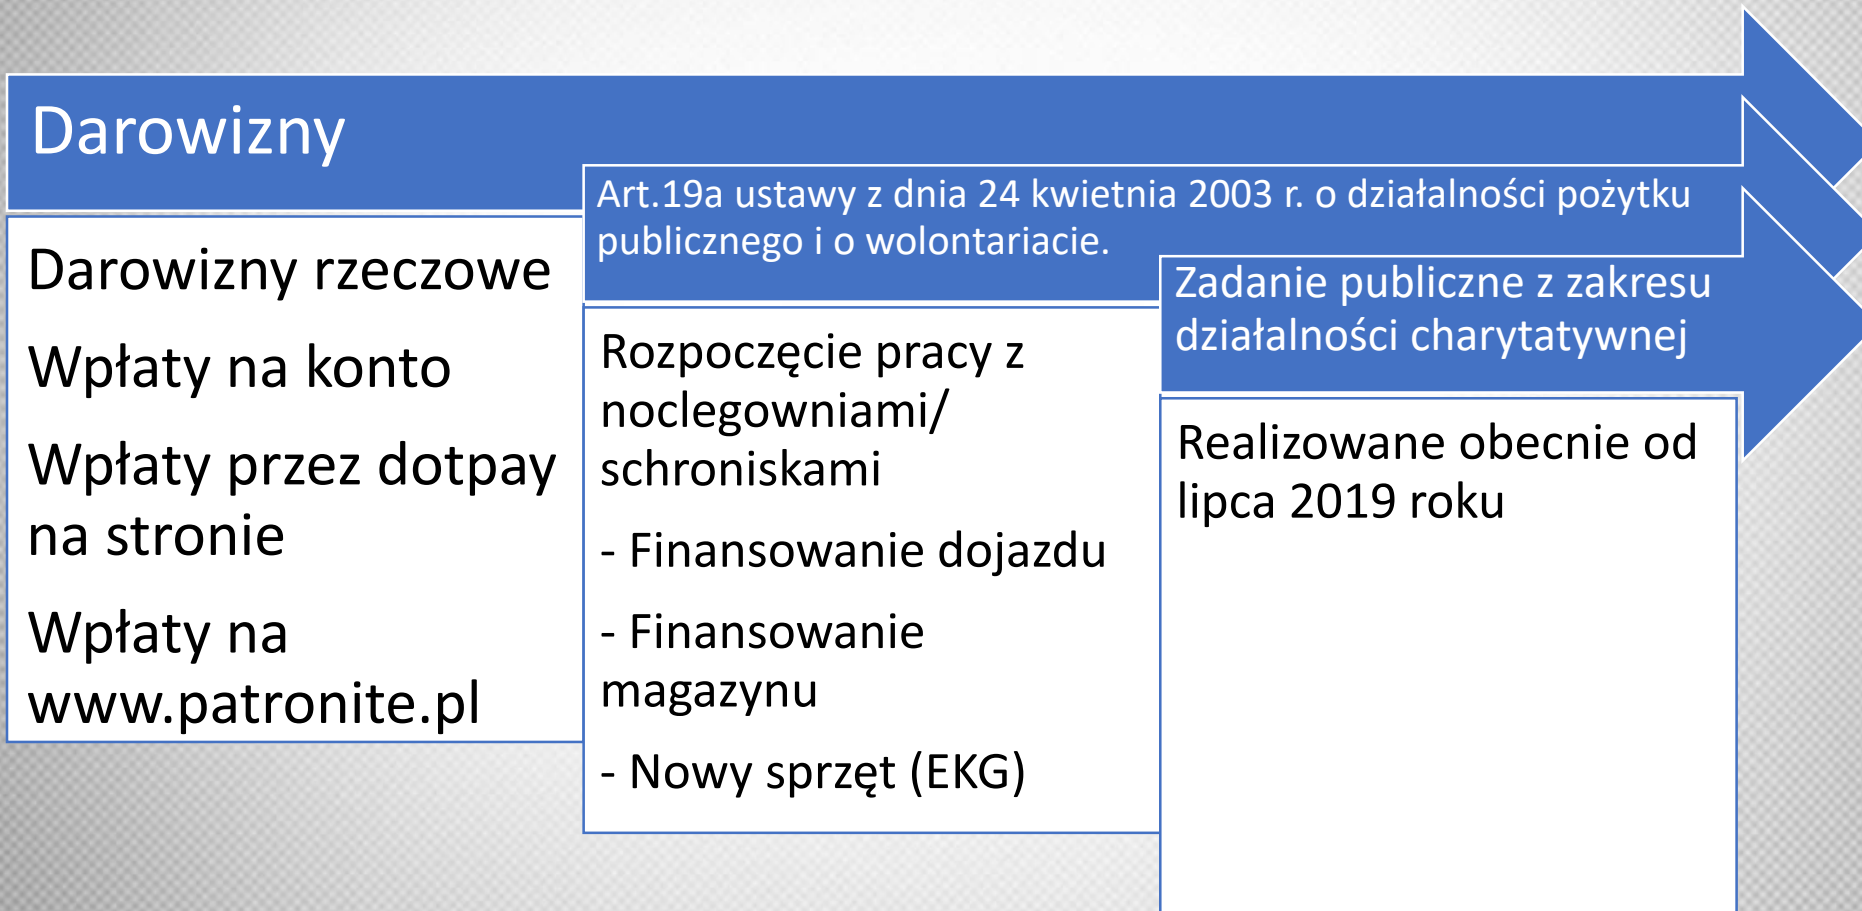 Darowizny
Darowizny rzeczowe
Wpłaty na konto
Wpłaty przez dotpay
na stronie
Wpłaty na
www.patronite.pl
Art.19a ustawy z dnia 24 kwietnia 2003 r. o działalności pożytku
publicznego i o wolontariacie.
Rozpoczęcie pracy z
noclegowniami/
schroniskami
- Finansowanie dojazdu
- Finansowanie
magazynu
- Nowy sprzęt (EKG)
Zadanie publiczne z zakresu
działalności charytatywnej
Realizowane obecnie od
lipca 2019 roku